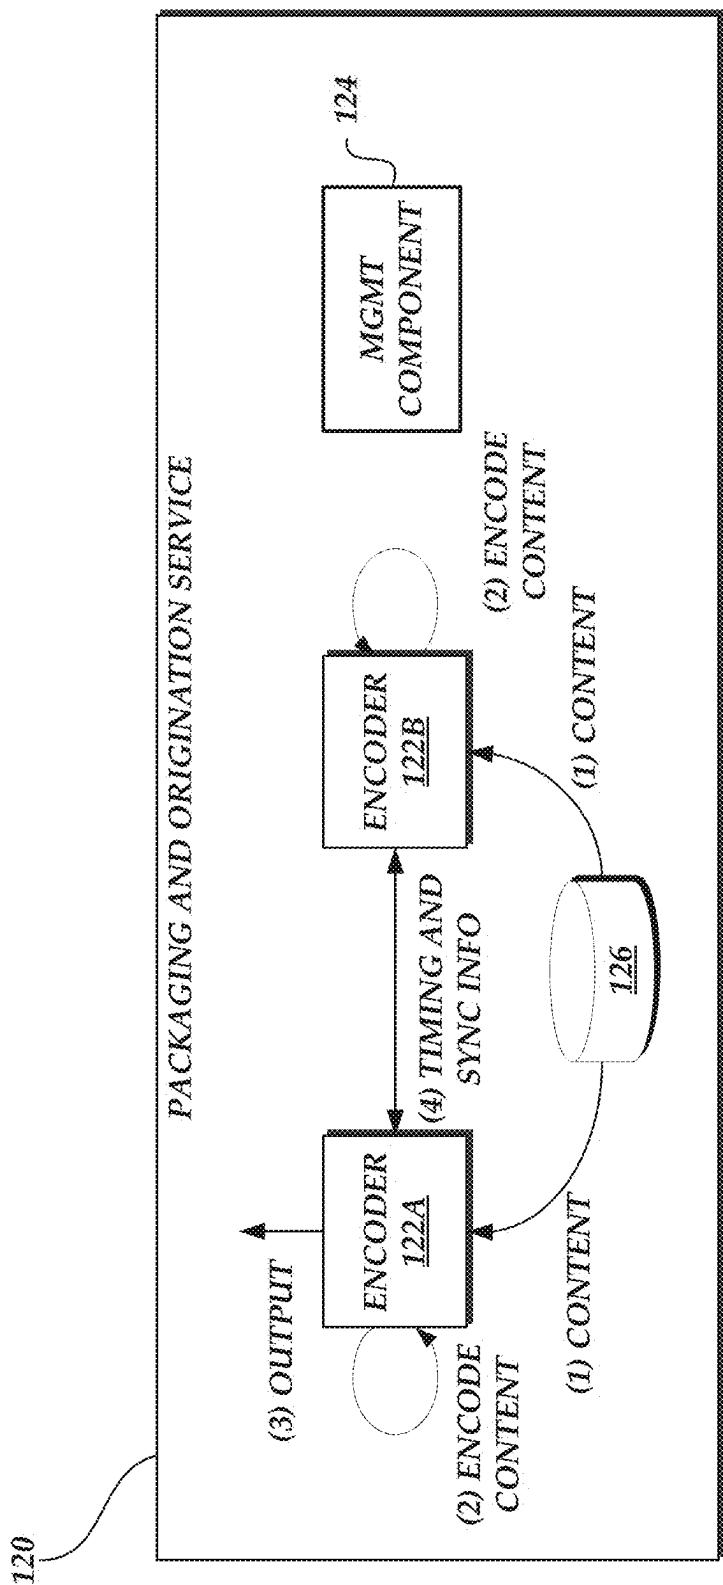 120
PACKAGING AND ORIGINATION SERVICE
(3) OUTPUT
ENCODER
122A
(2) ENCODE
CONTENT
(4) TIMING AND
SYNC INFO
ENCODER
122B
(2) ENCODE
CONTENT
MGMT
COMPONENT
124
(1) CONTENT
126
(1) CONTENT